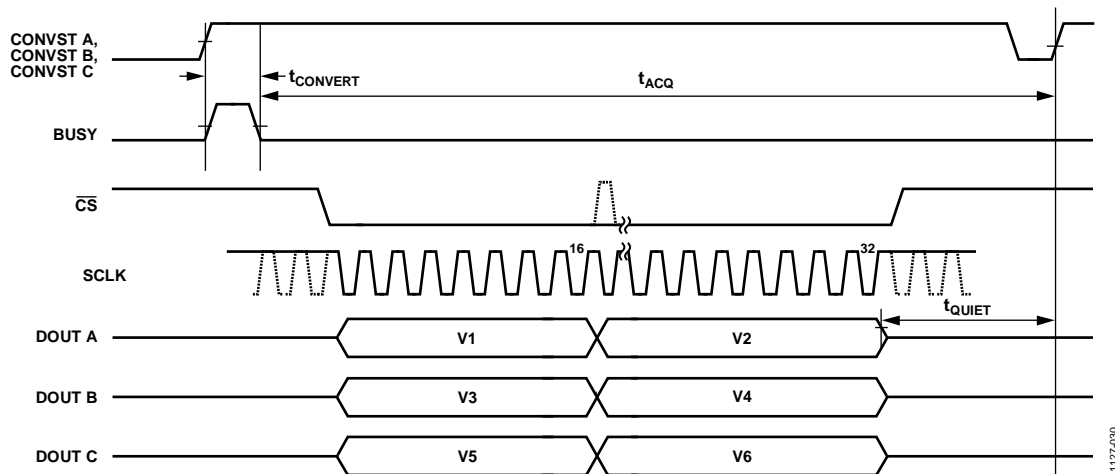 CONVST A,
CONVST B,
CONVST C
tCONVERT
tACQ
BUSY
CS
16
32
SCLK
tQUIET
DOUT A
V1
V2
DOUT B
V3
V4
DOUT C
V5
V6